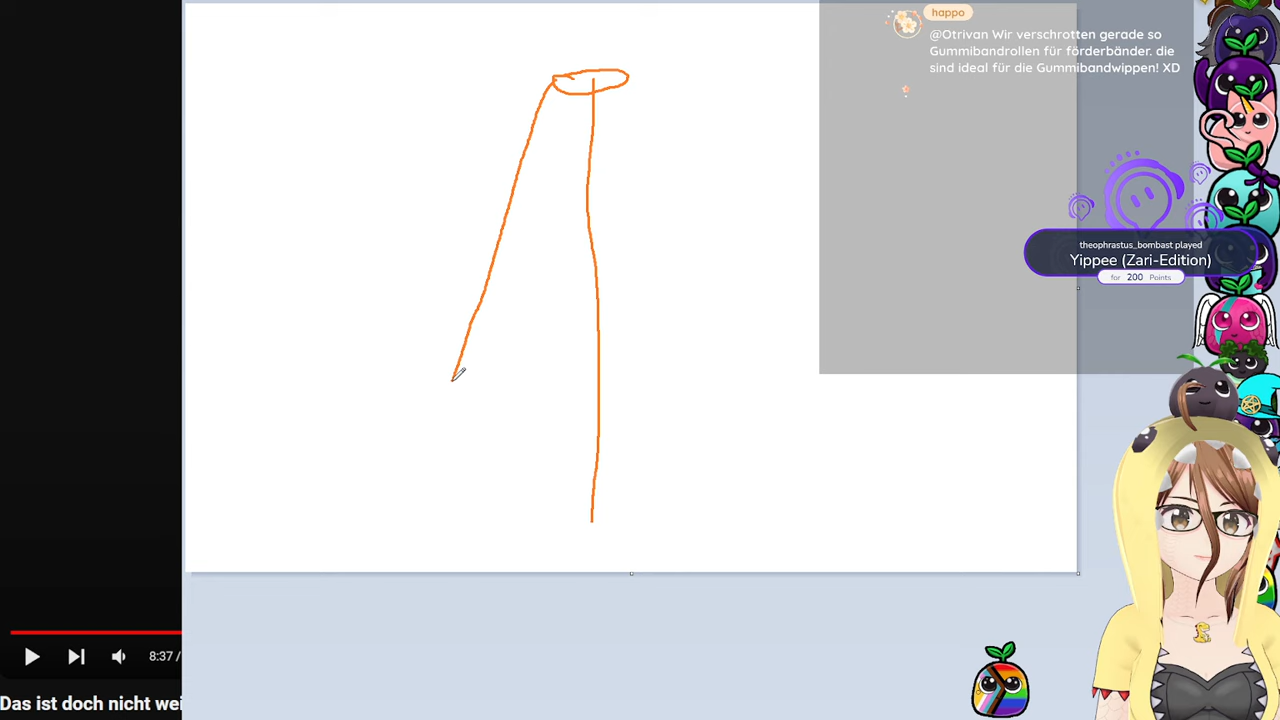 happo
@Otrivan Wir verschrotten gerade so
Gummibandrollen für förderbänder. die
sind ideal für die Gummibandwippen! XD
theophrastus_bombast played
Yippee (Zari-Edition)
for 200 Points
8:37 /
Das ist doch nicht wei